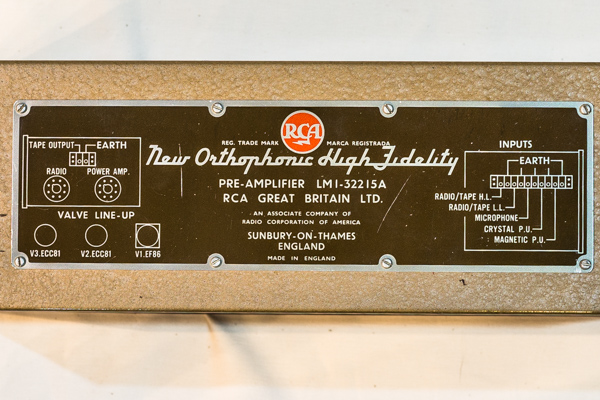 RCA
REG. TRADE MARK MARCA REGISTRADA
New Orthophonic High Fidelity
PRE-AMPLIFIER LM1-32215A
RCA GREAT BRITAIN LTD.
AN ASSOCIATE COMPANY OF
RADIO CORPORATION OF AMERICA
SUNBURY-ON-THAMES
ENGLAND
MADE IN ENGLAND
TAPE OUTPUT EARTH
RADIO POWER AMP.
VALVE LINE-UP
V3.ECC81 V2.ECC81 V1.EF86
INPUTS
EARTH
RADIO/TAPE H.L.
RADIO/TAPE L.L.
MICROPHONE
CRYSTAL P.U.
MAGNETIC P.U.